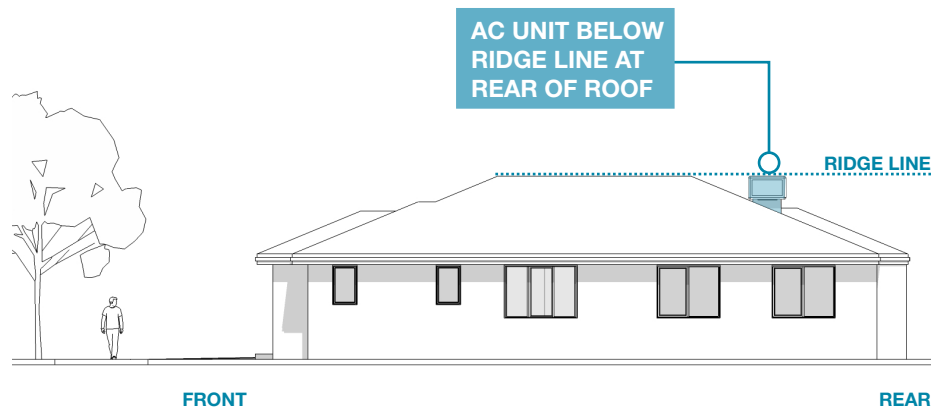 AC UNIT BELOW
RIDGE LINE AT
REAR OF ROOF
RIDGE LINE
FRONT
REAR